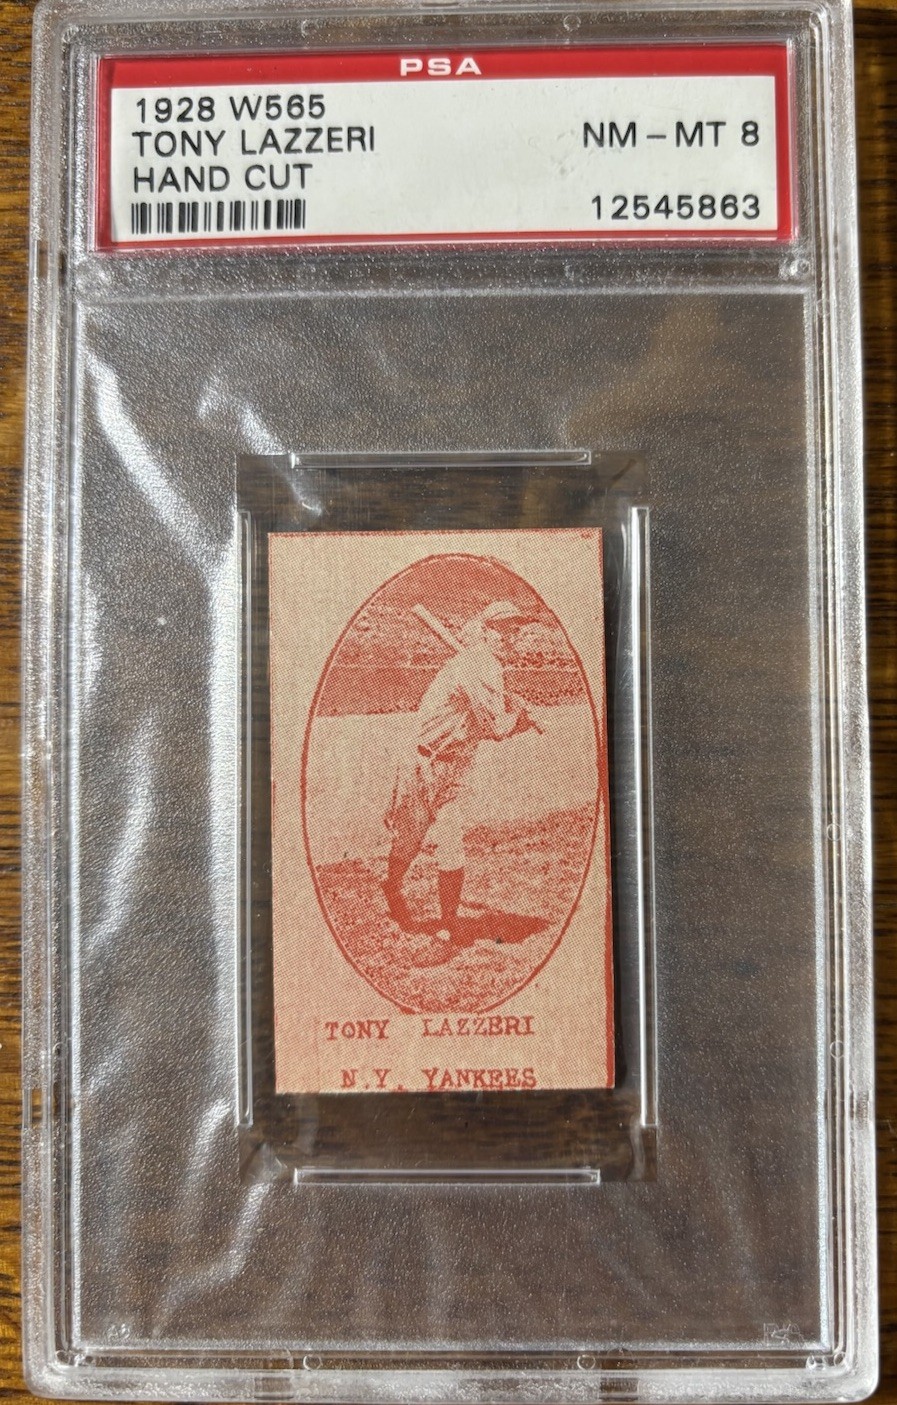 PSA
1928 W565
TONY LAZZERI
NM-MT 8
HAND CUT
12545863
TONY LAZZERI
N.Y. YANKEES